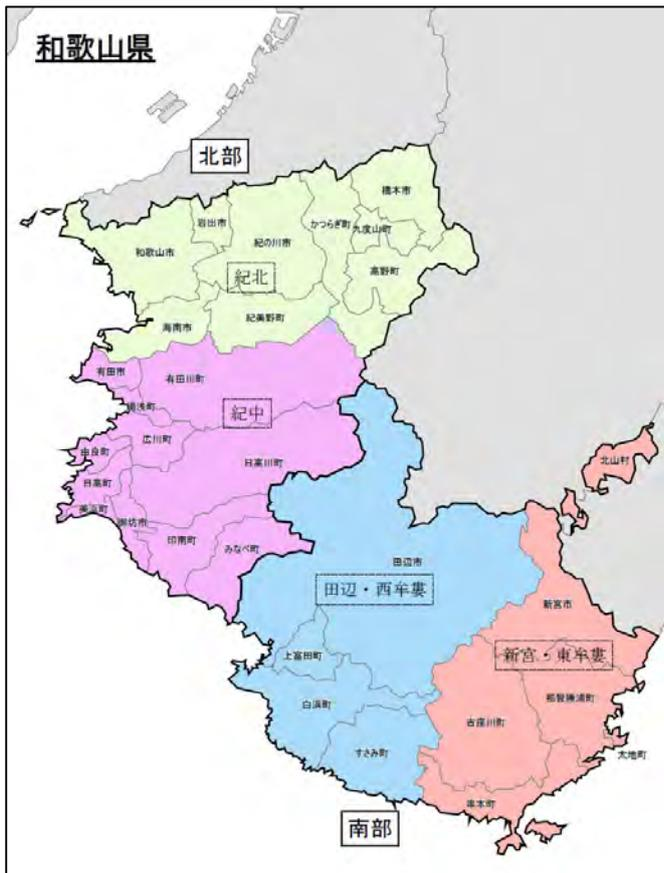 和歌山県
北部
橋本市
岩出市
かつらぎ町
九度山町
紀の川市
和歌山市
高野町
紀北
紀美野町
海南市
有田市
有田川町
湯浅町
紀中
広川町
由良町
日高川町
北山村
日高町
美浜町
御坊市
印南町
みなべ町
田辺市
田辺・西牟婁
新宮市
新宮・東牟婁
上富田町
那智勝浦町
白浜町
古座川町
すさみ町
太地町
串本町
南部